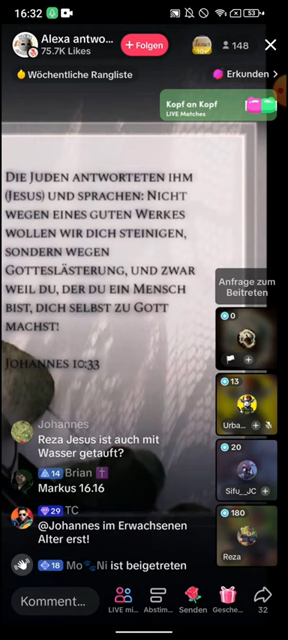 16:32
53
Alexa antwo...
75.7K Likes
+ Folgen
148
Wöchentliche Rangliste
Erkunden >
Kopf an Kopf
LIVE Matches
DIE JUDEN ANTWORTETEN IHM
(JESUS) UND SPRACHEN: NICHT
WEGEN EINES GUTEN WERKES
WOLLEN WIR DICH STEINIGEN,
SONDERN WEGEN
GOTTESLÄSTERUNG, UND ZWAR
WEIL DU, DER DU EIN MENSCH
BIST, DICH SELBST ZU GOTT
MACHST!
JOHANNES 10:33
Anfrage zum
Beitreten
0
13
Urba...
20
Sifu_JC
180
Reza
Johannes
Reza Jesus ist auch mit
Wasser getauft?
14 Brian
Markus 16.16
29 TC
@Johannes im Erwachsenen
Alter erst!
18 Mo🐾Ni ist beigetreten
Komment...
LIVE mi...
Abstim...
Senden
Gesche...
32